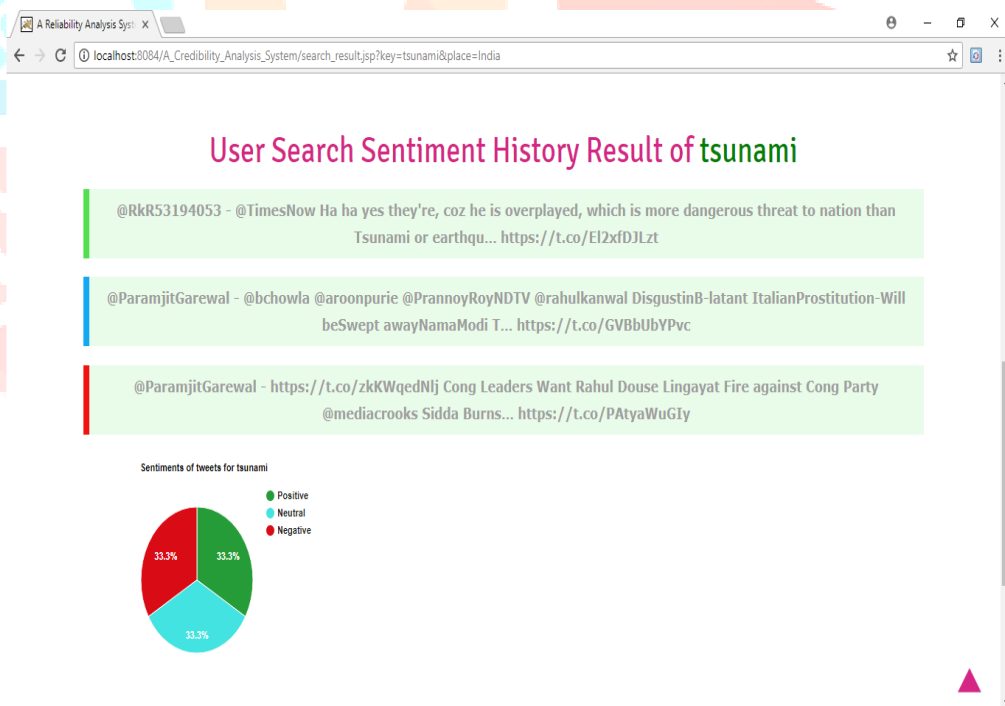 A Reliability Analysis Syst
localhost:8084/A_Credibility_Analysis_System/search_result.jsp?key=tsunami&place=India
User Search Sentiment History Result of tsunami
@RkR53194053 - @TimesNow Ha ha yes they're, coz he is overplayed, which is more dangerous threat to nation than
Tsunami or earthqu... https://t.co/El2xfDJLzt
@ParamjitGarewal - @bchowla @aroonpurie @PrannoyRoyNDTV @rahulkanwal DisgustinB-latant ItalianProstitution-Will
beSwept awayNamaModi T... https://t.co/GVBbUbYPvc
@ParamjitGarewal - https://t.co/zkKWqedNlj Cong Leaders Want Rahul Douse Lingayat Fire against Cong Party
@mediacrooks Sidda Burns... https://t.co/PAtyaWuGIy
Sentiments of tweets for tsunami
Positive
Neutral
Negative
33.3%
33.3%
33.3%